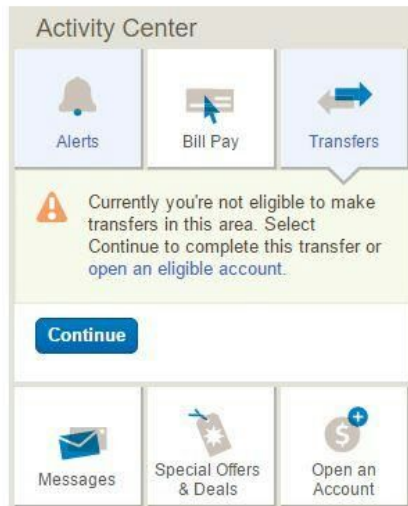 Activity Center
Alerts
Bill Pay
Transfers
Currently you're not eligible to make
transfers in this area. Select
Continue to complete this transfer or
open an eligible account.
Continue
Messages
Special Offers
& Deals
Open an
Account